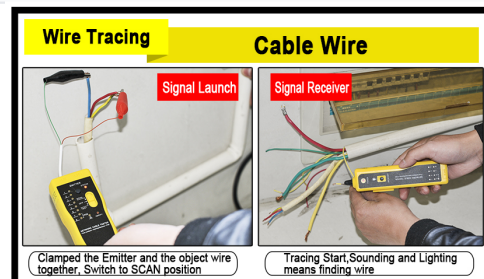 Wire Tracing
Cable Wire
Signal Launch
Signal Receiver
Clamped the Emitter and the object wire
together, Switch to SCAN position
Tracing Start,Sounding and Lighting
means finding wire